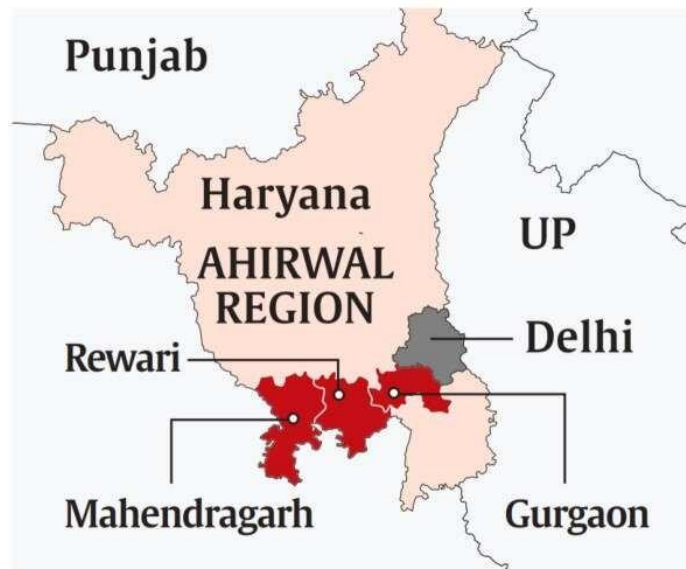 Punjab
Haryana
AHIRWAL
REGION
UP
Delhi
Rewari
Mahendragarh
Gurgaon